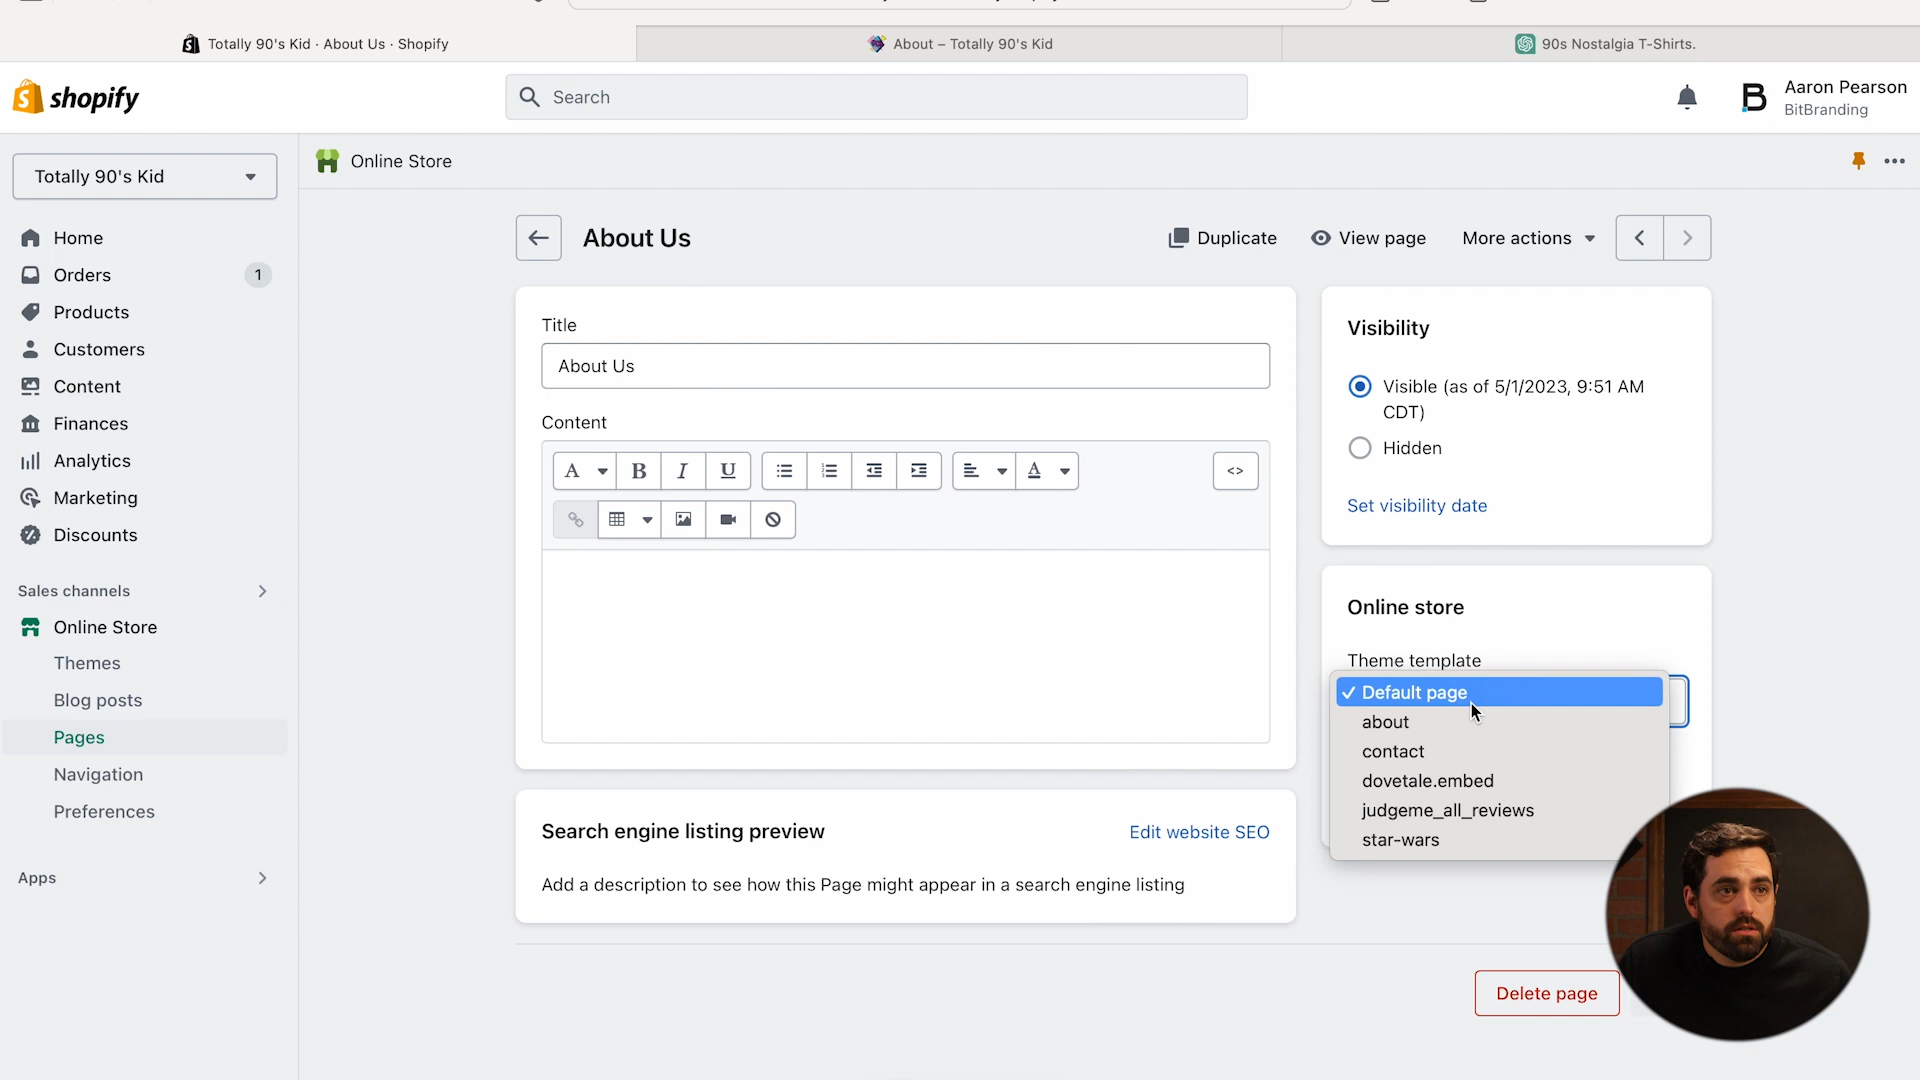 Totally 90's Kid · About Us · Shopify
About – Totally 90's Kid
90s Nostalgia T-Shirts.
shopify
Search
Aaron Pearson
BitBranding
Totally 90's Kid
Online Store
Home
Orders
1
Products
Customers
Content
Finances
Analytics
Marketing
Discounts
Sales channels
Online Store
Themes
Blog posts
Pages
Navigation
Preferences
Apps
About Us
Duplicate
View page
More actions
Title
About Us
Content
A
B
I
U
A
<>
Search engine listing preview
Edit website SEO
Add a description to see how this Page might appear in a search engine listing
Visibility
Visible (as of 5/1/2023, 9:51 AM
CDT)
Hidden
Set visibility date
Online store
Theme template
✓ Default page
about
contact
dovetale.embed
judgeme_all_reviews
star-wars
Delete page